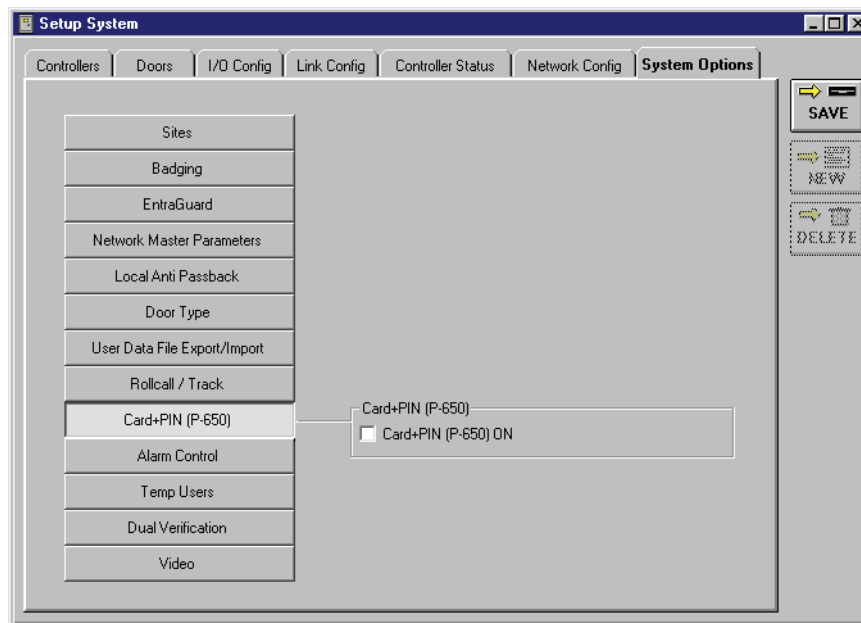 Setup System
Controllers
Doors
I/O Config
Link Config
Controller Status
Network Config
System Options
SAVE
NEW
DELETE
Sites
Badging
EntraGuard
Network Master Parameters
Local Anti Passback
Door Type
User Data File Export/Import
Rollcall / Track
Card+PIN (P-650)
Alarm Control
Temp Users
Dual Verification
Video
Card+PIN (P-650)
Card+PIN (P-650) ON